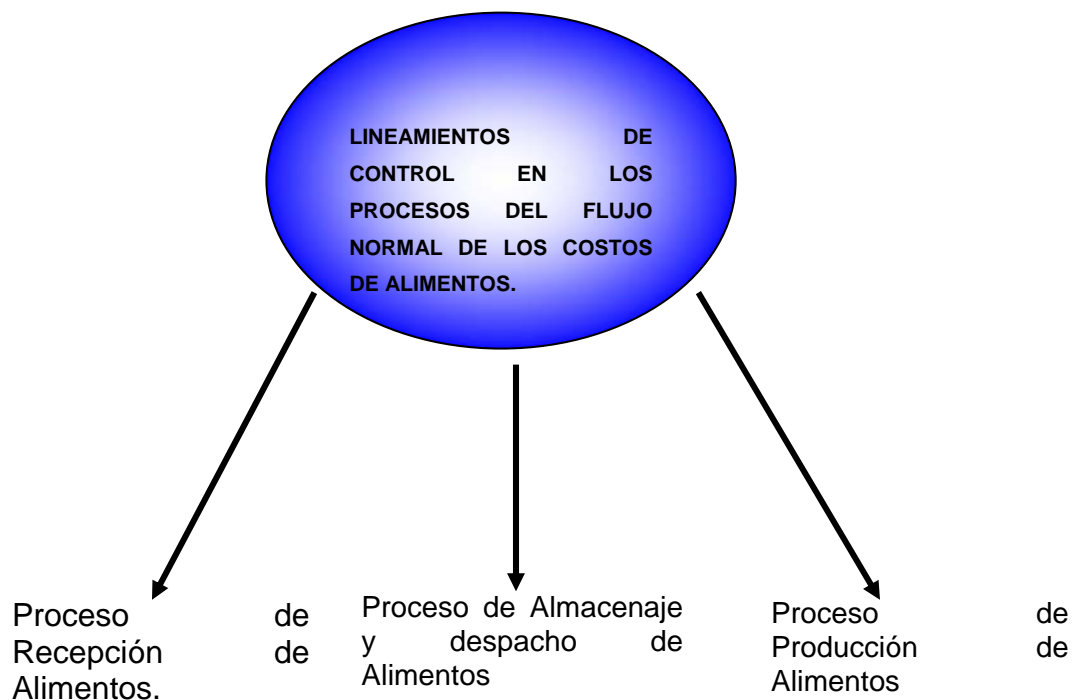 LINEAMIENTOS DE
CONTROL EN LOS
PROCESOS DEL FLUJO
NORMAL DE LOS COSTOS
DE ALIMENTOS.
Proceso de
Recepción de
Alimentos.
Proceso de Almacenaje
y despacho de
Alimentos
Proceso de
Producción de
Alimentos